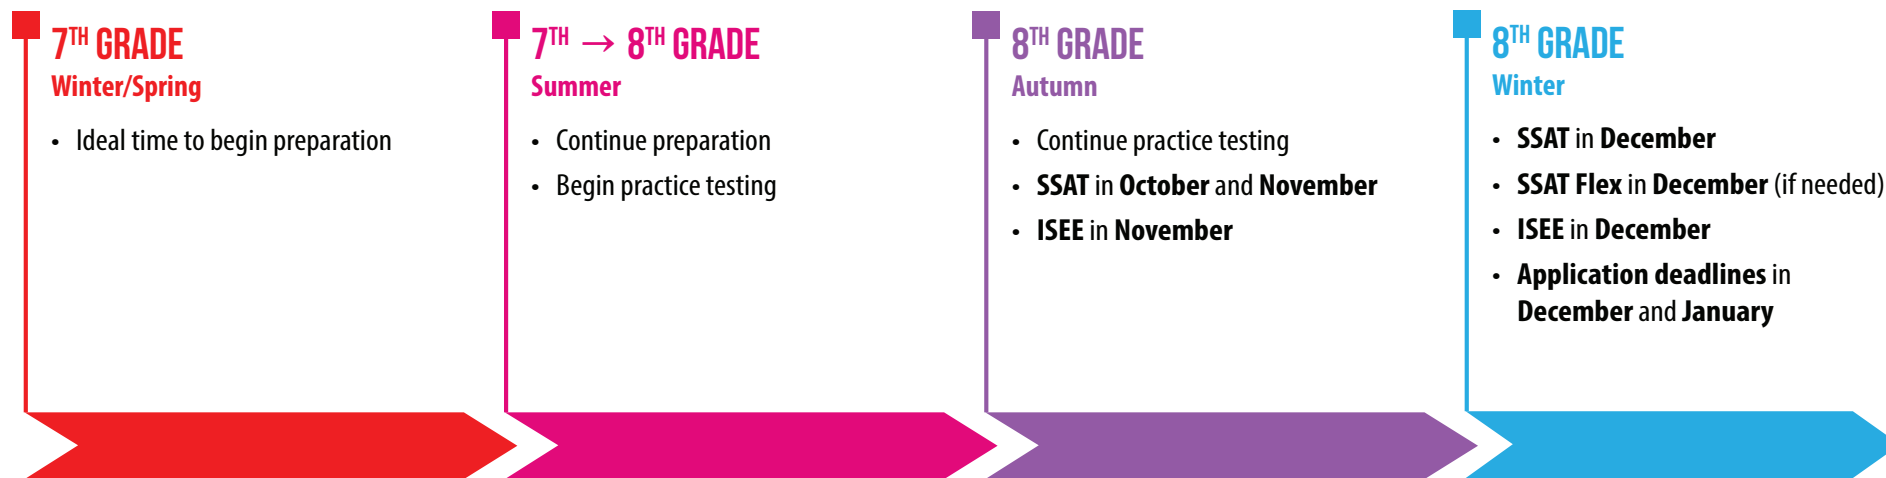 7TH GRADE
Winter/Spring
• Ideal time to begin preparation
7TH → 8TH GRADE
Summer
• Continue preparation
• Begin practice testing
8TH GRADE
Autumn
• Continue practice testing
• SSAT in October and November
• ISEE in November
8TH GRADE
Winter
• SSAT in December
• SSAT Flex in December (if needed)
• ISEE in December
• Application deadlines in
December and January